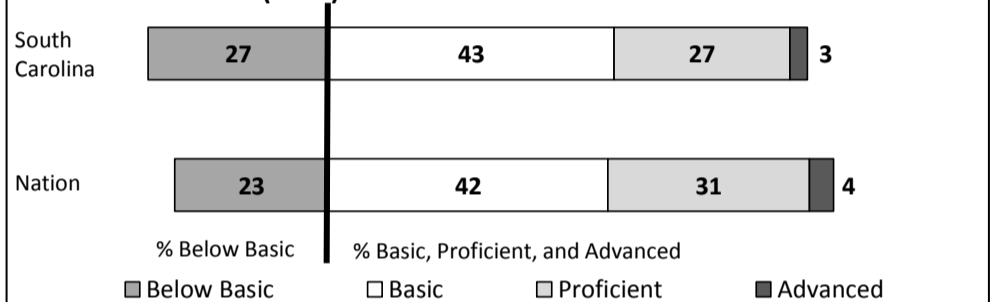 South
Carolina
27
43
27
3
Nation
23
42
31
4
% Below Basic
% Basic, Proficient, and Advanced
Below Basic
Basic
Proficient
Advanced